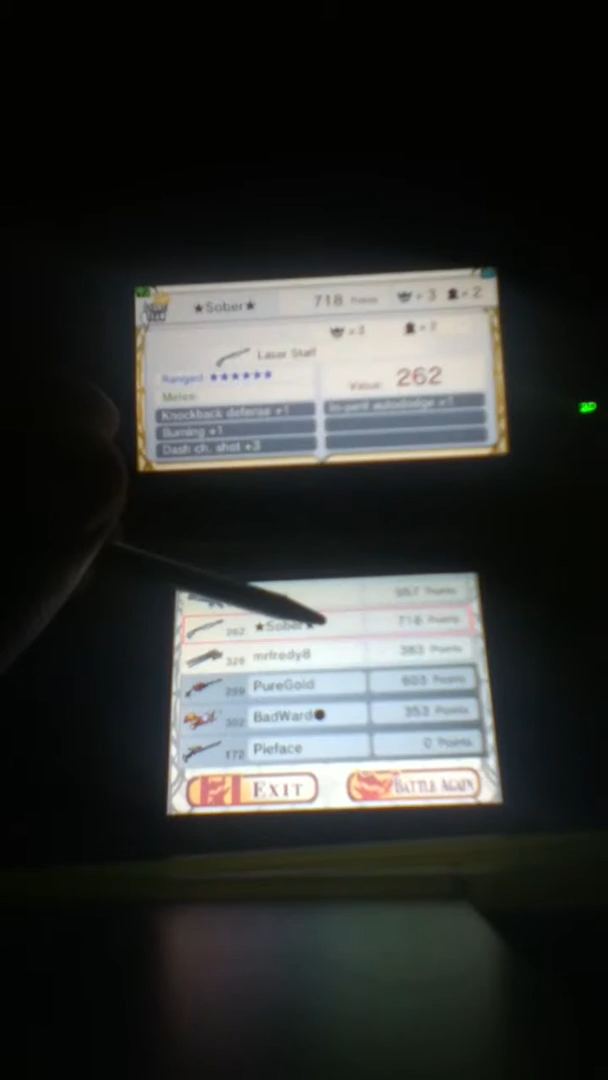 ★Sober★ 718 Points × 3 × 2
× 3 × 2
Laser Staff
Ranged: ★★★★★★
Value: 262
Melee:
Knockback defense +1
In-peril autododge +1
Burning +1
Dash ch. shot +3
Points
262 ★Sober★ 718 Points
328 mrfredy8 383 Points
259 PureGold 603 Points
302 BadWard● 353 Points
172 Pieface 0 Points
EXIT
BATTLE AGAIN